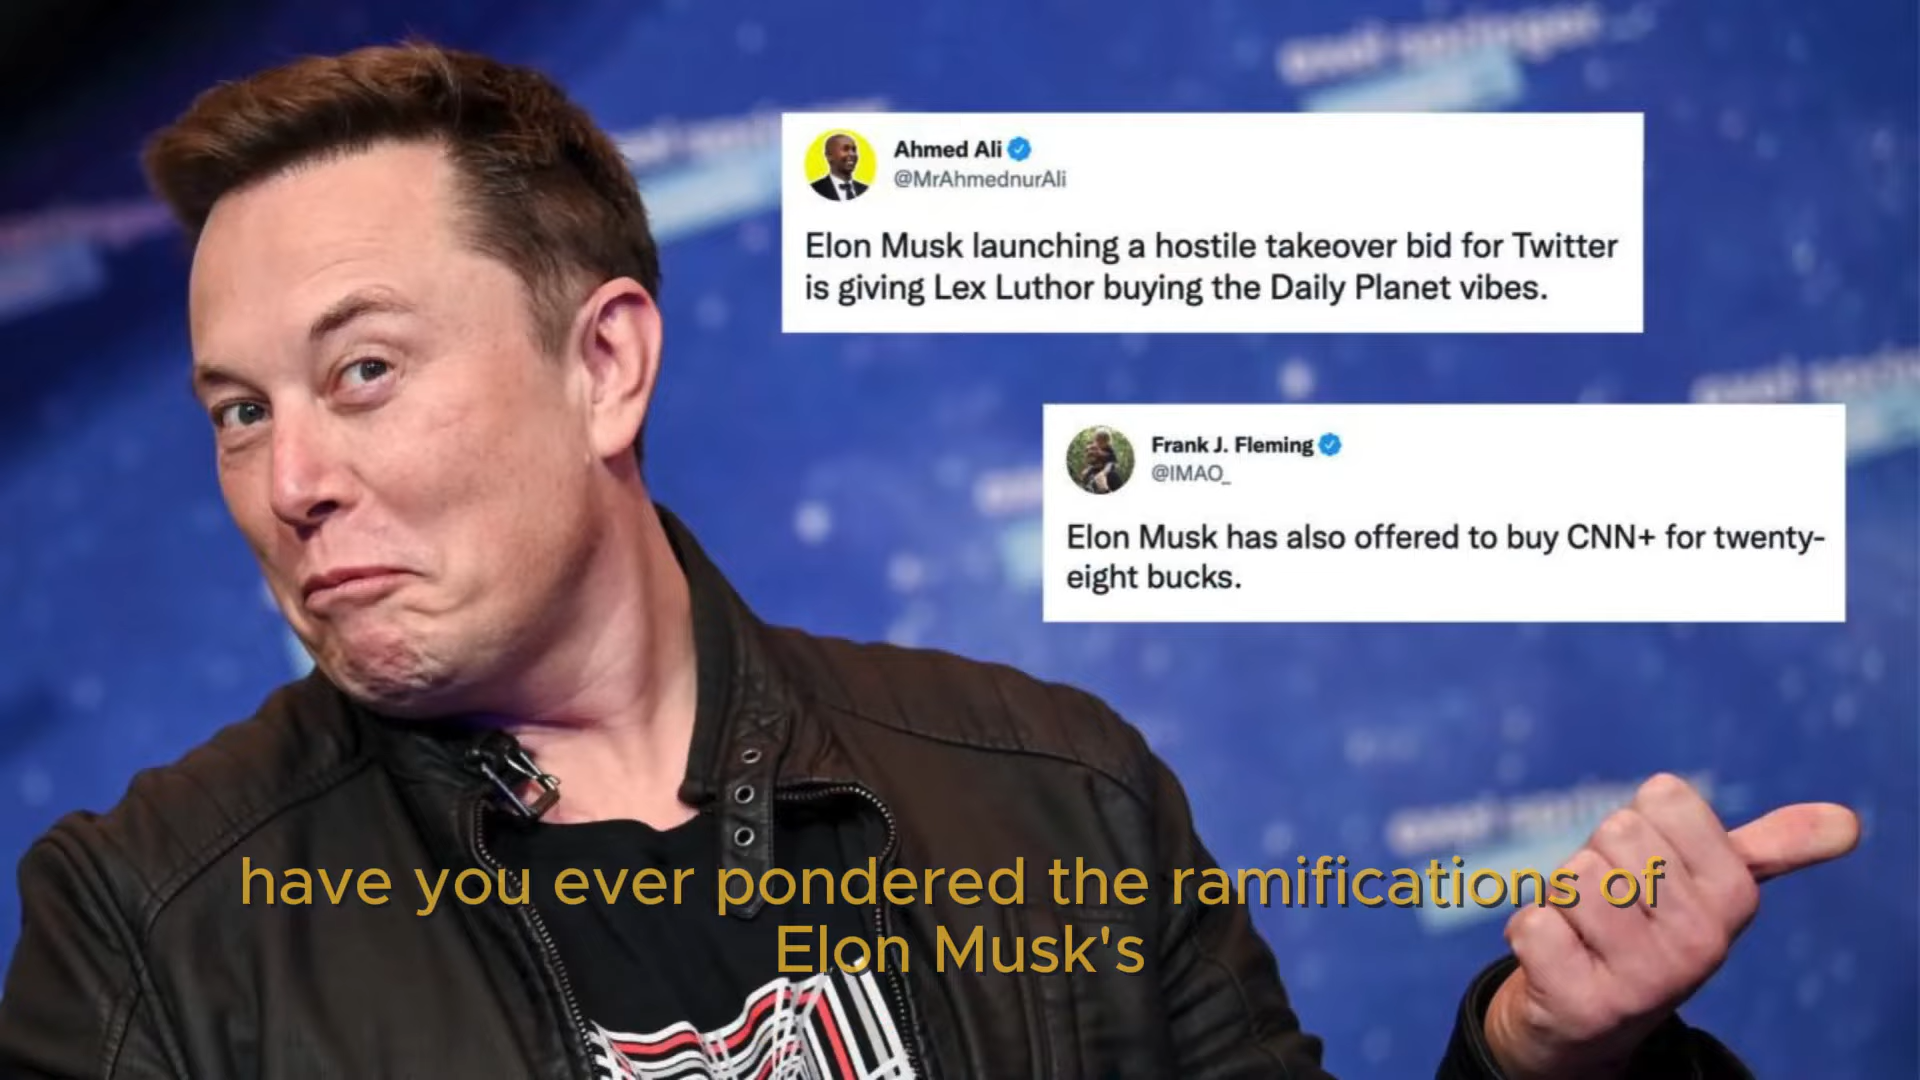 Ahmed Ali
@MrAhmednurAli
Elon Musk launching a hostile takeover bid for Twitter
is giving Lex Luthor buying the Daily Planet vibes.
Frank J. Fleming
@IMAO_
Elon Musk has also offered to buy CNN+ for twenty-
eight bucks.
have you ever pondered the ramifications of
Elon Musk's